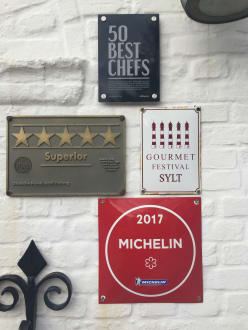 50
BEST
CHEFS
Superior
GOURMET
FESTIVAL
SYLT
2017
MICHELIN
MICHELIN